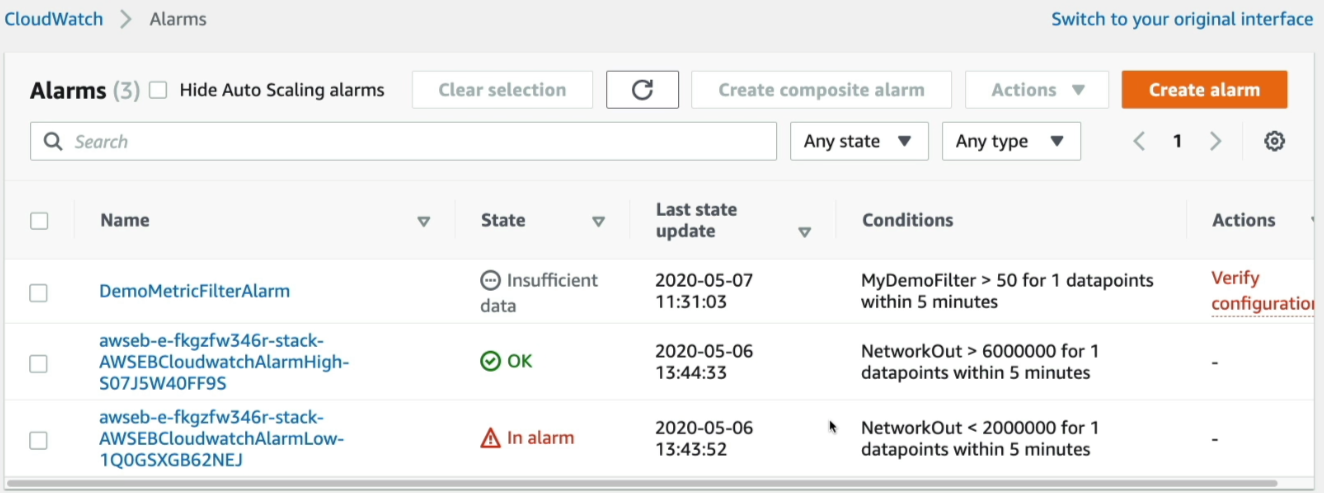 CloudWatch > Alarms
Switch to your original interface
Alarms (3) Hide Auto Scaling alarms Clear selection Create composite alarm Actions Create alarm
Search Any state Any type 1
Name State Last state update Conditions Actions
DemoMetricFilterAlarm
Insufficient
data
2020-05-07
11:31:03
MyDemoFilter > 50 for 1 datapoints
within 5 minutes
Verify
configuration
awseb-e-fkgzfw346r-stack-
AWSEBCloudwatchAlarmHigh-
S07J5W40FF9S
OK
2020-05-06
13:44:33
NetworkOut > 6000000 for 1
datapoints within 5 minutes
-
awseb-e-fkgzfw346r-stack-
AWSEBCloudwatchAlarmLow-
1Q0GSXGB62NEJ
In alarm
2020-05-06
13:43:52
NetworkOut < 2000000 for 1
datapoints within 5 minutes
-